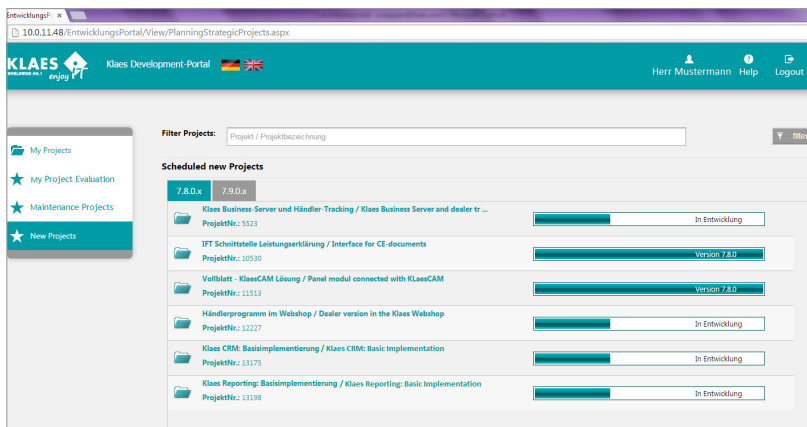 EntwicklungsP
10.0.11.48/EntwicklungsPortal/View/PlanningStrategicProjects.aspx
KLAES
WORLDWIDE NO.1
enjoy IT
Klaes Development-Portal
Herr Mustermann Help Logout
Filter Projects: Projekt / Projektbezeichnung filter
My Projects
My Project Evaluation
Maintenance Projects
New Projects
Scheduled new Projects
7.8.0.x 7.9.0.x
Klaes Business-Server und Händler-Tracking / Klaes Business Server and dealer tr ...
ProjektNr.: 5523
In Entwicklung
IFT Schnittstelle Leistungserklärung / Interface for CE-documents
ProjektNr.: 10530
Version 7.8.0
Vollblatt - KlaesCAM Lösung / Panel modul connected with KLaesCAM
ProjektNr.: 11513
Version 7.8.0
Händlerprogramm im Webshop / Dealer version in the Klaes Webshop
ProjektNr.: 12227
In Entwicklung
Klaes CRM: Basisimplementierung / Klaes CRM: Basic Implementation
ProjektNr.: 13175
In Entwicklung
Klaes Reporting: Basisimplementierung / Klaes Reporting: Basic Implementation
ProjektNr.: 13198
In Entwicklung